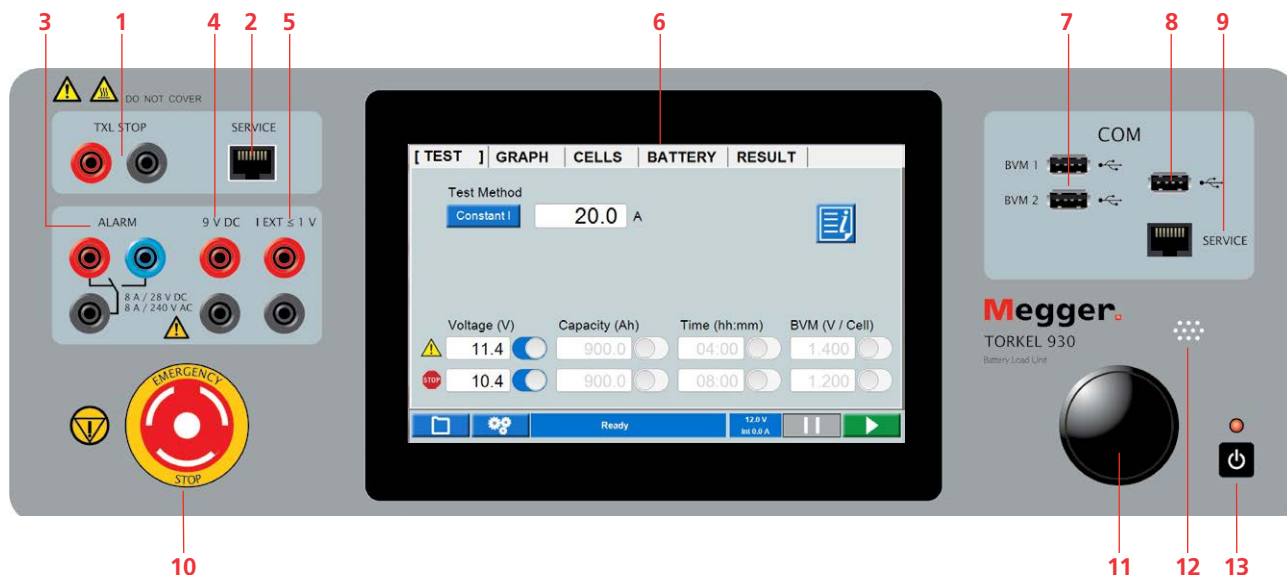 3 1 4 2 5 6 7 8 9
DO NOT COVER
TXL STOP SERVICE
ALARM 9 V DC I EXT ≤ 1 V
8 A / 28 V DC
8 A / 240 V AC
EMERGENCY
STOP
[ TEST ] GRAPH CELLS BATTERY RESULT
Test Method
Constant I 20.0 A
Voltage (V) Capacity (Ah) Time (hh:mm) BVM (V / Cell)
11.4 900.0 04:00 1.400
STOP 10.4 900.0 08:00 1.200
Ready 12.0 V
Int 0.0 A
COM
BVM 1
BVM 2
SERVICE
Megger.
TORKEL 930
Battery Load Unit
10 11 12 13